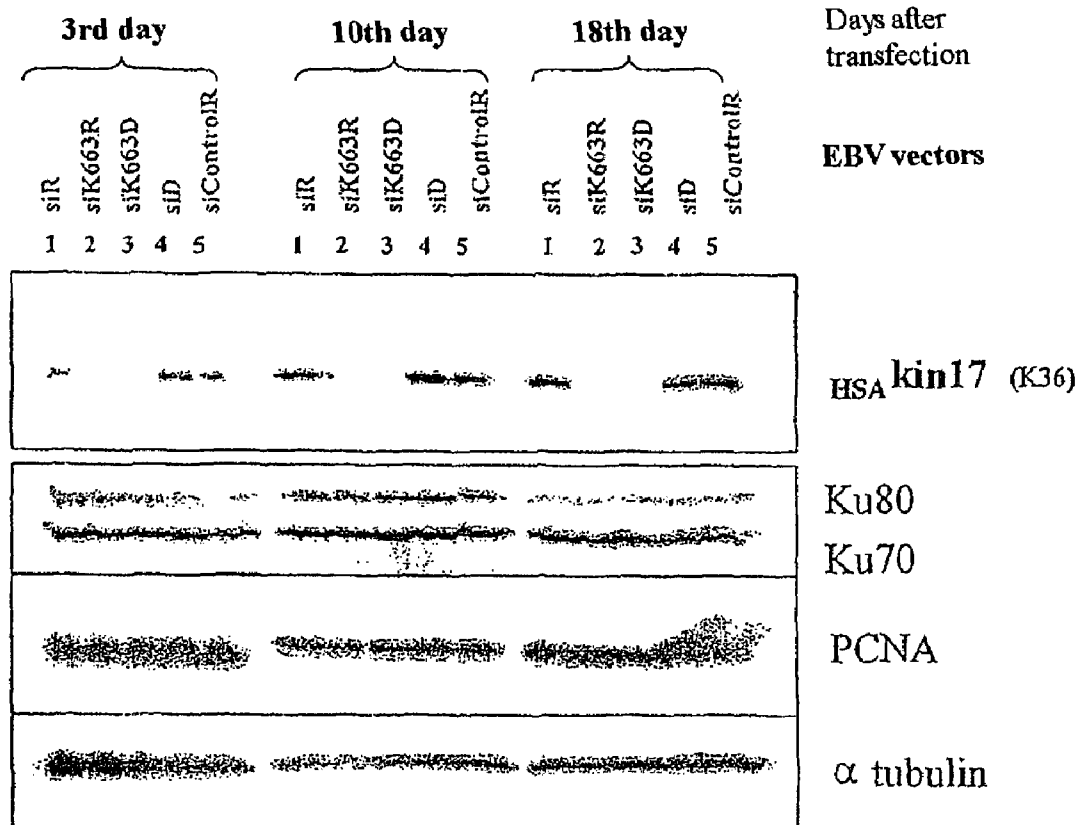 3rd day 10th day 18th day Days after
transfection
siR siK663R siK663D siD siControlR siR siK663R siK663D siD siControlR siR siK663R siK663D siD siControlR EBV vectors
1 2 3 4 5 1 2 3 4 5 1 2 3 4 5
HSA kin17 (K36)
Ku80
Ku70
PCNA
α tubulin